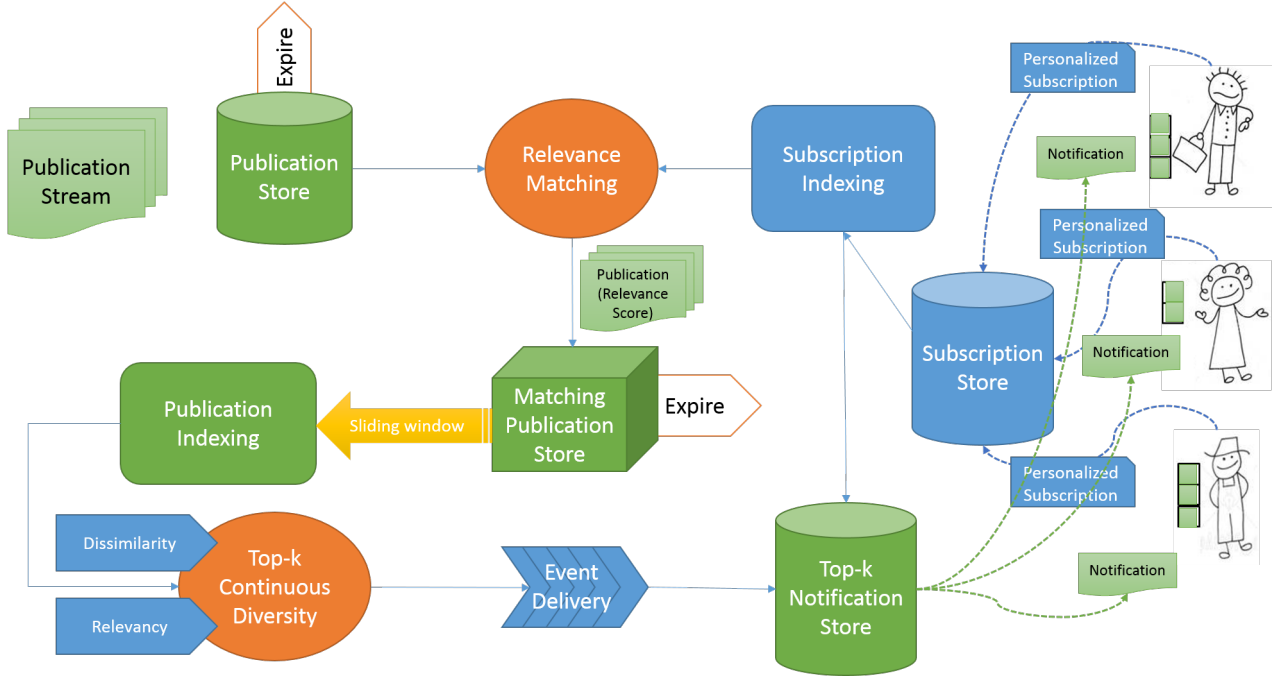 Expire
Publication
Stream
Publication
Store
Relevance
Matching
Subscription
Indexing
Personalized
Subscription
Notification
Personalized
Subscription
Publication
(Relevance
Score)
Subscription
Store
Notification
Publication
Indexing
Sliding window
Matching
Publication
Store
Expire
Personalized
Subscription
Dissimilarity
Relevancy
Top-k
Continuous
Diversity
Event
Delivery
Top-k
Notification
Store
Notification